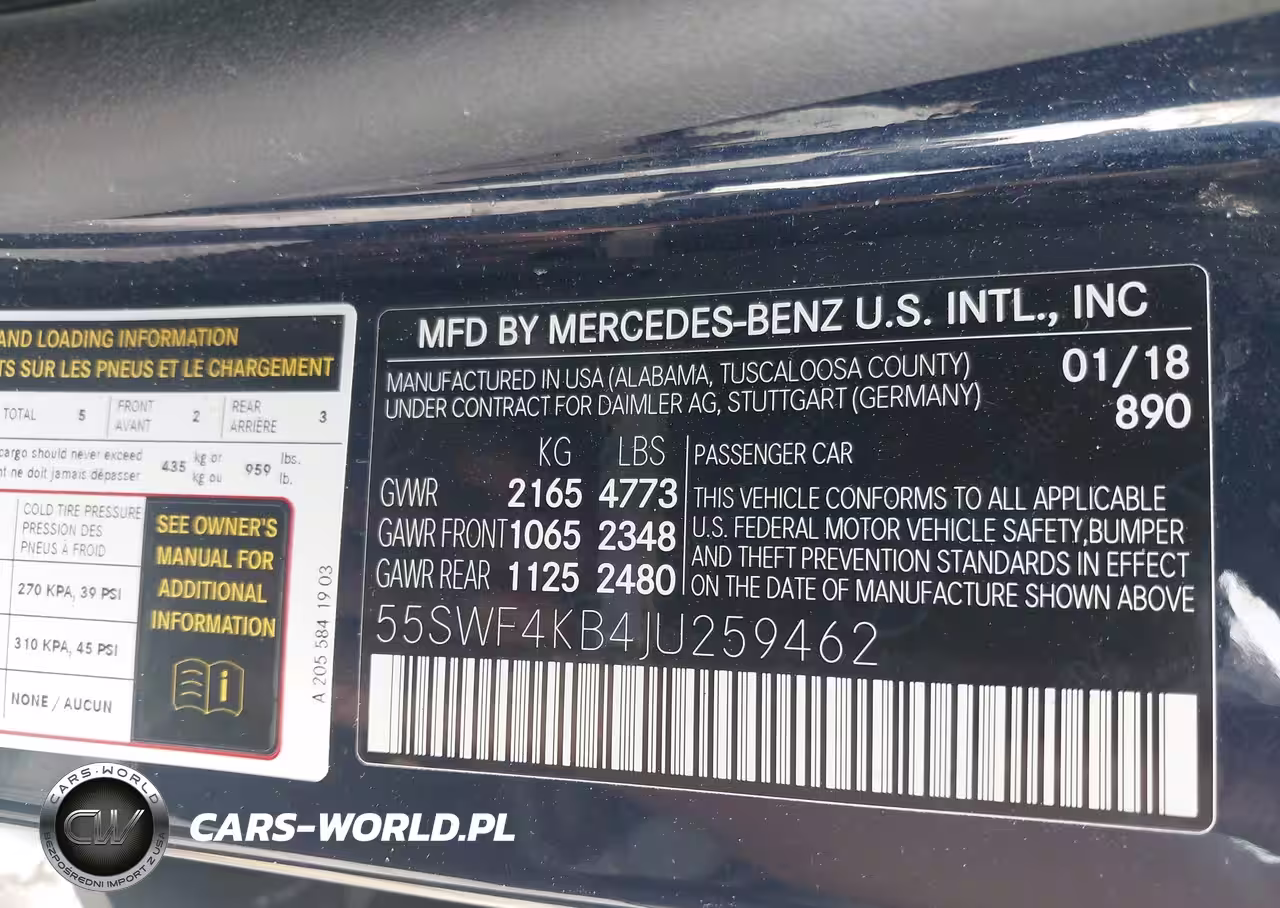 AND LOADING INFORMATION
TS SUR LES PNEUS ET LE CHARGEMENT
TOTAL 5 FRONT AVANT 2 REAR ARRIÈRE 3
cargo should never exceed
nt ne doit jamais dépasser
435 kg or kg ou 959 lbs. lb.
COLD TIRE PRESSURE
PRESSION DES
PNEUS À FROID
270 KPA, 39 PSI
310 KPA, 45 PSI
NONE / AUCUN
SEE OWNER'S
MANUAL FOR
ADDITIONAL
INFORMATION
i
A 205 584 19 03
MFD BY MERCEDES-BENZ U.S. INTL., INC
MANUFACTURED IN USA (ALABAMA, TUSCALOOSA COUNTY) 01/18
UNDER CONTRACT FOR DAIMLER AG, STUTTGART (GERMANY) 890
KG LBS
GVWR 2165 4773
GAWR FRONT 1065 2348
GAWR REAR 1125 2480
PASSENGER CAR
THIS VEHICLE CONFORMS TO ALL APPLICABLE
U.S. FEDERAL MOTOR VEHICLE SAFETY,BUMPER
AND THEFT PREVENTION STANDARDS IN EFFECT
ON THE DATE OF MANUFACTURE SHOWN ABOVE
55SWF4KB4JU259462
CARS-WORLD
CW
BEZPOŚREDNI IMPORT Z USA
CARS-WORLD.PL